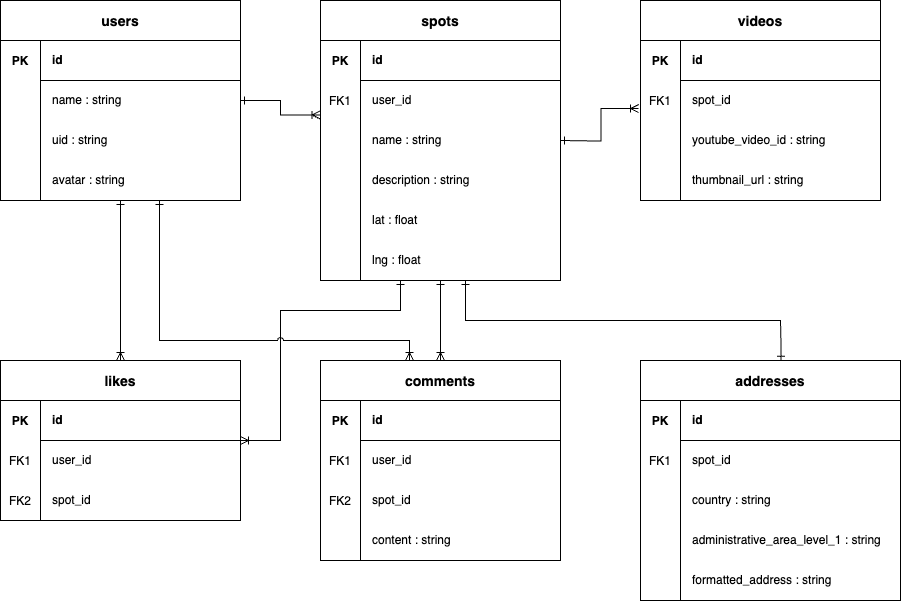 users
PK id
name : string
uid : string
avatar : string
spots
PK id
FK1 user_id
name : string
description : string
lat : float
lng : float
videos
PK id
FK1 spot_id
youtube_video_id : string
thumbnail_url : string
likes
PK id
FK1 user_id
FK2 spot_id
comments
PK id
FK1 user_id
FK2 spot_id
content : string
addresses
PK id
FK1 spot_id
country : string
administrative_area_level_1 : string
formatted_address : string